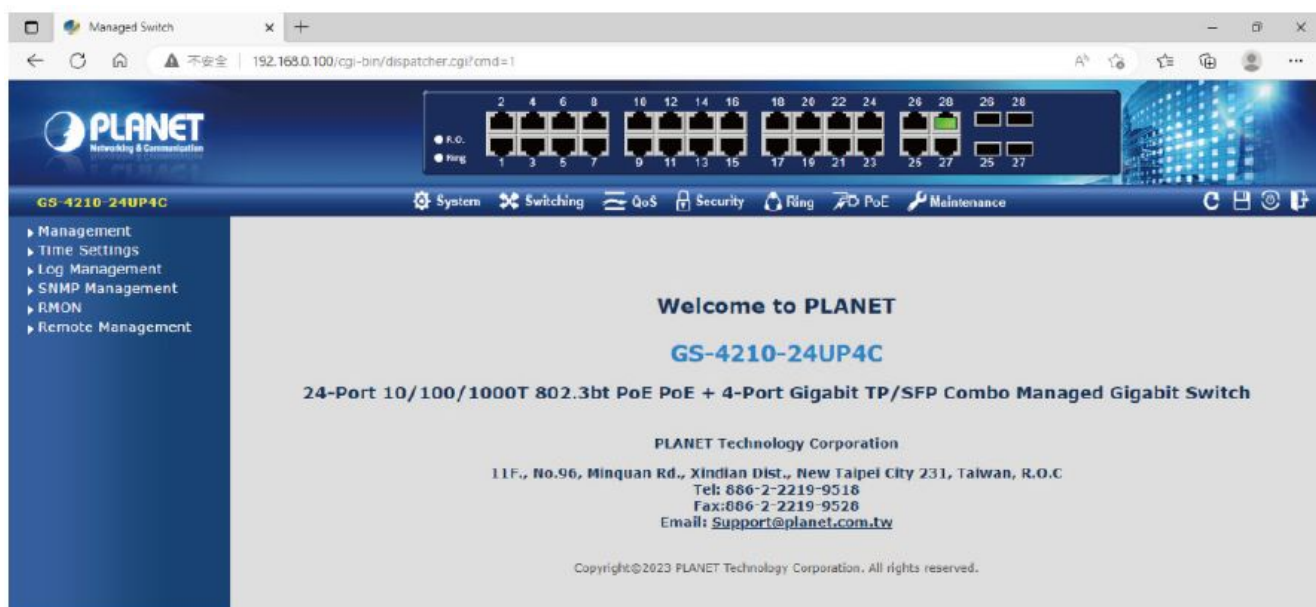 Managed Switch
不安全 192.168.0.100/cgi-bin/dispatcher.cgi?cmd=1
PLANET
Networking & Communication
2 4 6 8 10 12 14 16 18 20 22 24 26 28 26 28
R.O.
Ring
1 3 5 7 9 11 13 15 17 19 21 23 25 27 25 27
GS-4210-24UP4C
System Switching QoS Security Ring PoE Maintenance
Management
Time Settings
Log Management
SNMP Management
RMON
Remote Management
Welcome to PLANET
GS-4210-24UP4C
24-Port 10/100/1000T 802.3bt PoE PoE + 4-Port Gigabit TP/SFP Combo Managed Gigabit Switch
PLANET Technology Corporation
11F., No.96, Minquan Rd., Xindian Dist., New Taipei City 231, Taiwan, R.O.C
Tel: 886-2-2219-9518
Fax:886-2-2219-9528
Email: Support@planet.com.tw
Copyright©2023 PLANET Technology Corporation. All rights reserved.